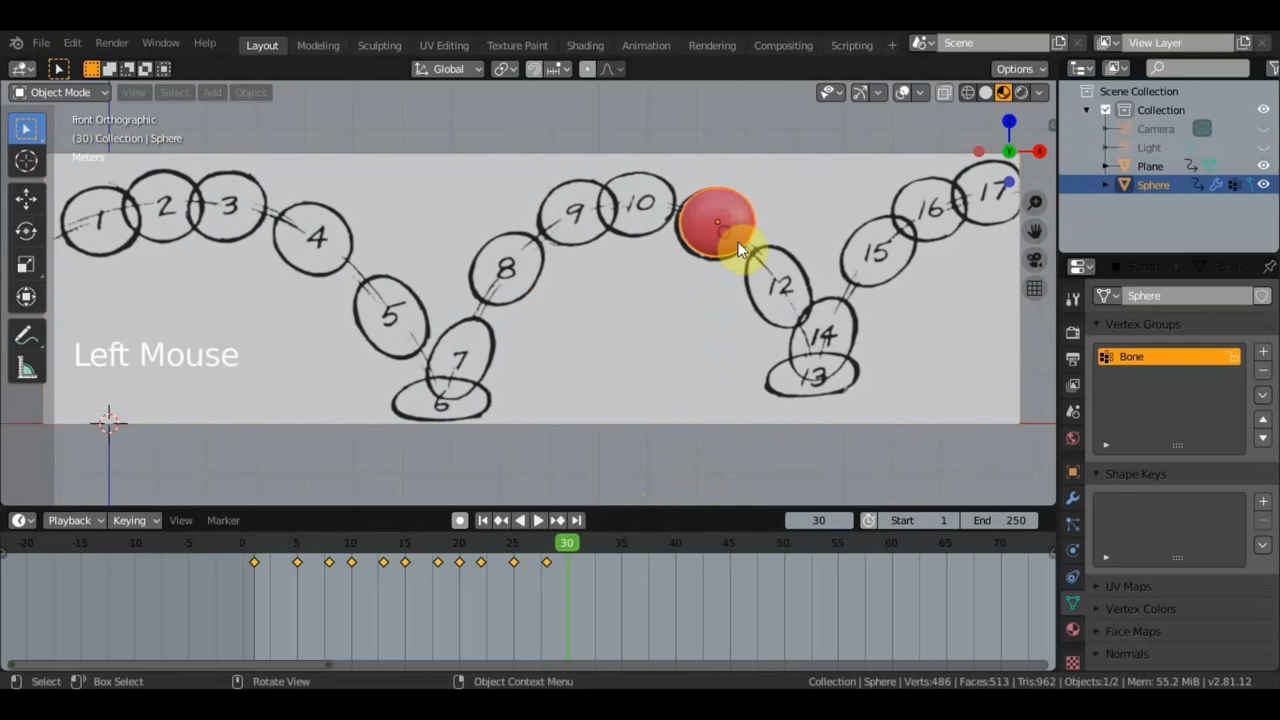 File Edit Render Window Help Layout Modeling Sculpting UV Editing Texture Paint Shading Animation Rendering Compositing Scripting + Scene View Layer
Global Options
Object Mode View Select Add Object
Scene Collection
Collection
Camera
Light
Plane
Sphere
Front Orthographic
(30) Collection | Sphere
Meters
Z
Y
X
1 2 3 4 5 6 7 8 9 10 12 13 14 15 16 17
Left Mouse
Sphere Spher
Sphere
Vertex Groups
Bone
Shape Keys
UV Maps
Vertex Colors
Face Maps
Normals
Playback Keying View Marker 30 Start 1 End 250
-20 -15 -10 -5 0 5 10 15 20 25 30 35 40 45 50 55 60 65 70
Select Box Select Rotate View Object Context Menu Collection | Sphere | Verts:486 | Faces:513 | Tris:962 | Objects:1/2 | Mem: 55.2 MiB | v2.81.12